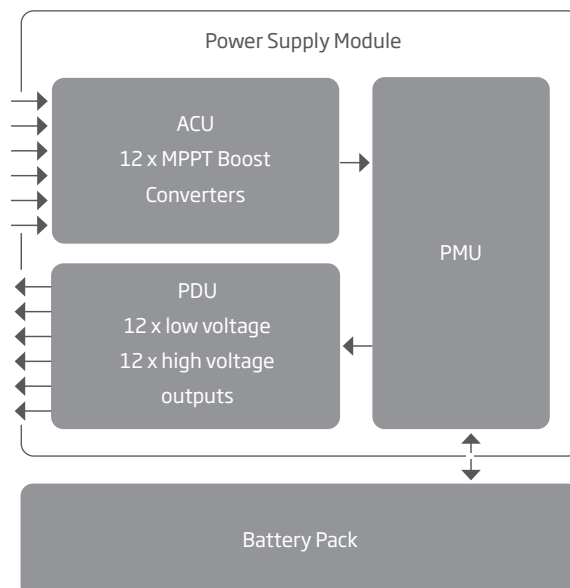 Power Supply Module
ACU
12 x MPPT Boost
Converters
PMU
PDU
12 x low voltage
12 x high voltage
outputs
Battery Pack